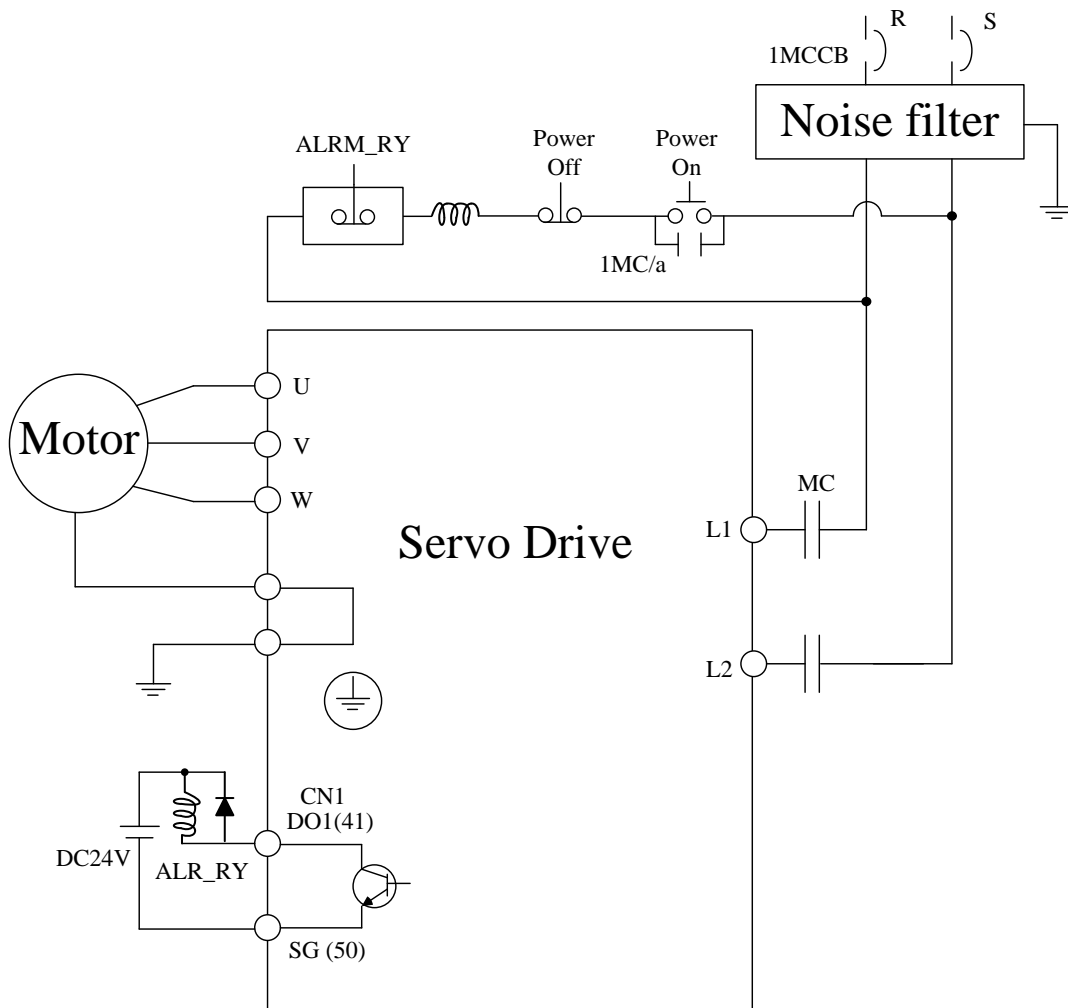 R
S
1MCCB
Noise filter
ALRM_RY
Power
Off
Power
On
1MC/a
U
Motor
V
W
MC
L1
Servo Drive
L2
CN1
DO1(41)
DC24V
ALR_RY
SG (50)